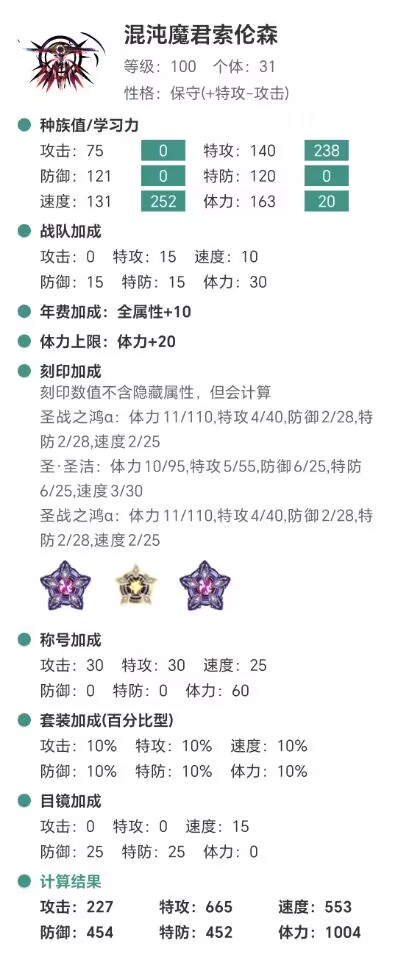 混沌魔君索伦森
等级：100 个体：31
性格：保守(+特攻-攻击)
种族值/学习力
攻击：75 0 特攻：140 238
防御：121 0 特防：120 0
速度：131 252 体力：163 20
战队加成
攻击：0 特攻：15 速度：10
防御：15 特防：15 体力：30
年费加成：全属性+10
体力上限：体力+20
刻印加成
刻印数值不含隐藏属性，但会计算
圣战之鸿α：体力11/110,特攻4/40,防御2/28,特
防2/28,速度2/25
圣·圣洁：体力10/95,特攻5/55,防御6/25,特防
6/25,速度3/30
圣战之鸿α：体力11/110,特攻4/40,防御2/28,特
防2/28,速度2/25
称号加成
攻击：30 特攻：30 速度：25
防御：0 特防：0 体力：60
套装加成(百分比型)
攻击：10% 特攻：10% 速度：10%
防御：10% 特防：10% 体力：10%
目镜加成
攻击：0 特攻：0 速度：15
防御：25 特防：25 体力：0
计算结果
攻击：227 特攻：665 速度：553
防御：454 特防：452 体力：1004